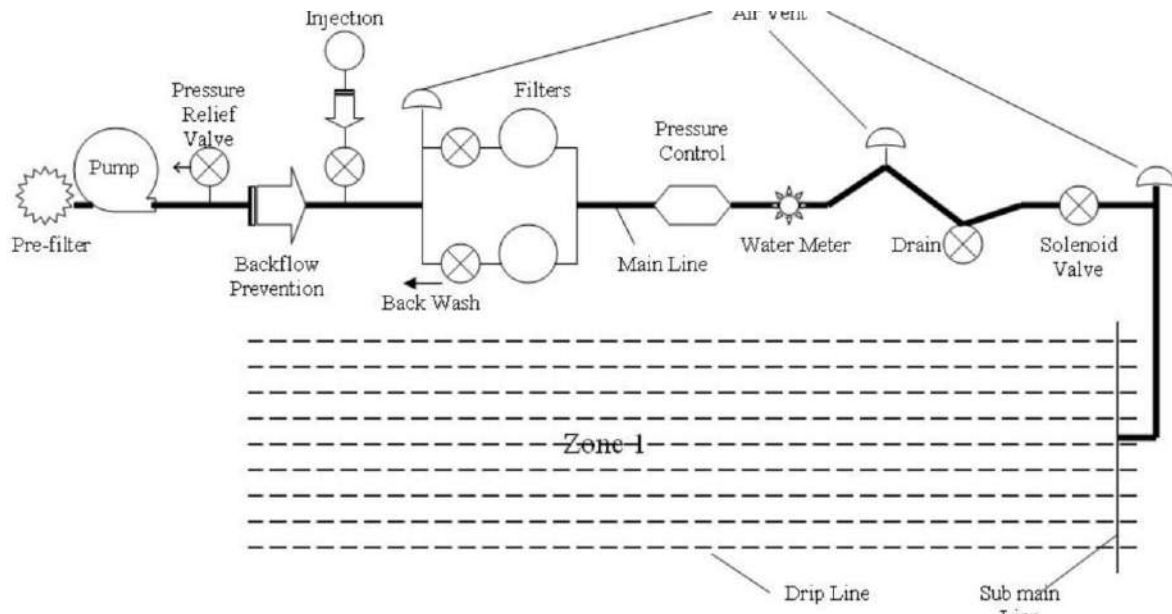 Injection
Air Vent
Pressure
Relief
Valve
Filters
Pressure
Control
Pump
Pre-filter
Backflow
Prevention
Back Wash
Main Line
Water Meter
Drain
Solenoid
Valve
Zone 1
Drip Line
Sub main